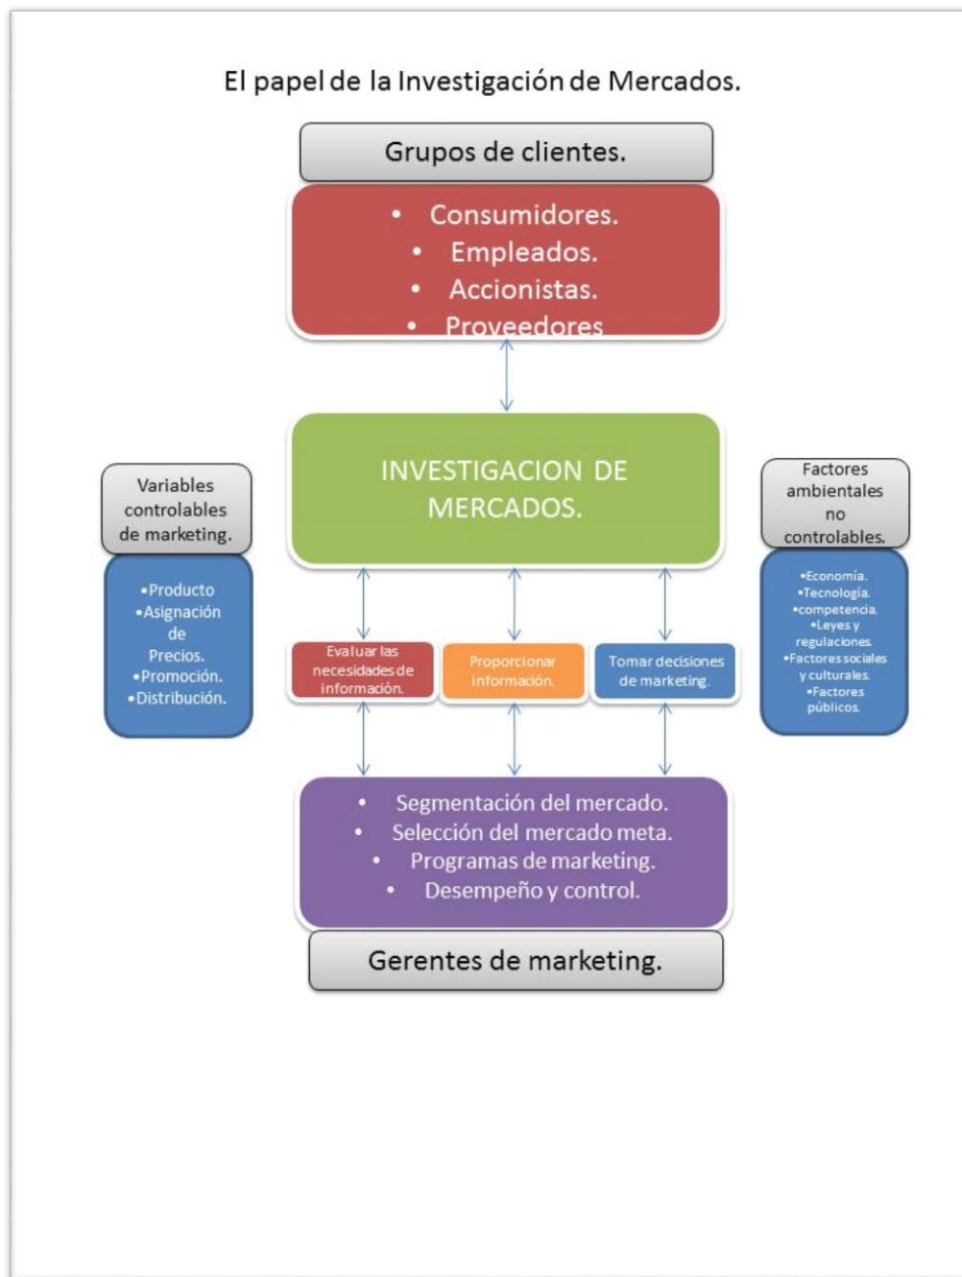 El papel de la Investigación de Mercados.
Grupos de clientes.
• Consumidores.
• Empleados.
• Accionistas.
• Proveedores
INVESTIGACION DE
MERCADOS.
Variables
controlables
de marketing.
•Producto
•Asignación
de
Precios.
•Promoción.
•Distribución.
Factores
ambientales
no
controlables.
•Economía.
•Tecnología.
•competencia.
•Leyes y
regulaciones.
•Factores sociales
y culturales.
•Factores
públicos.
Evaluar las
necesidades de
información.
Proporcionar
información.
Tomar decisiones
de marketing.
• Segmentación del mercado.
• Selección del mercado meta.
• Programas de marketing.
• Desempeño y control.
Gerentes de marketing.